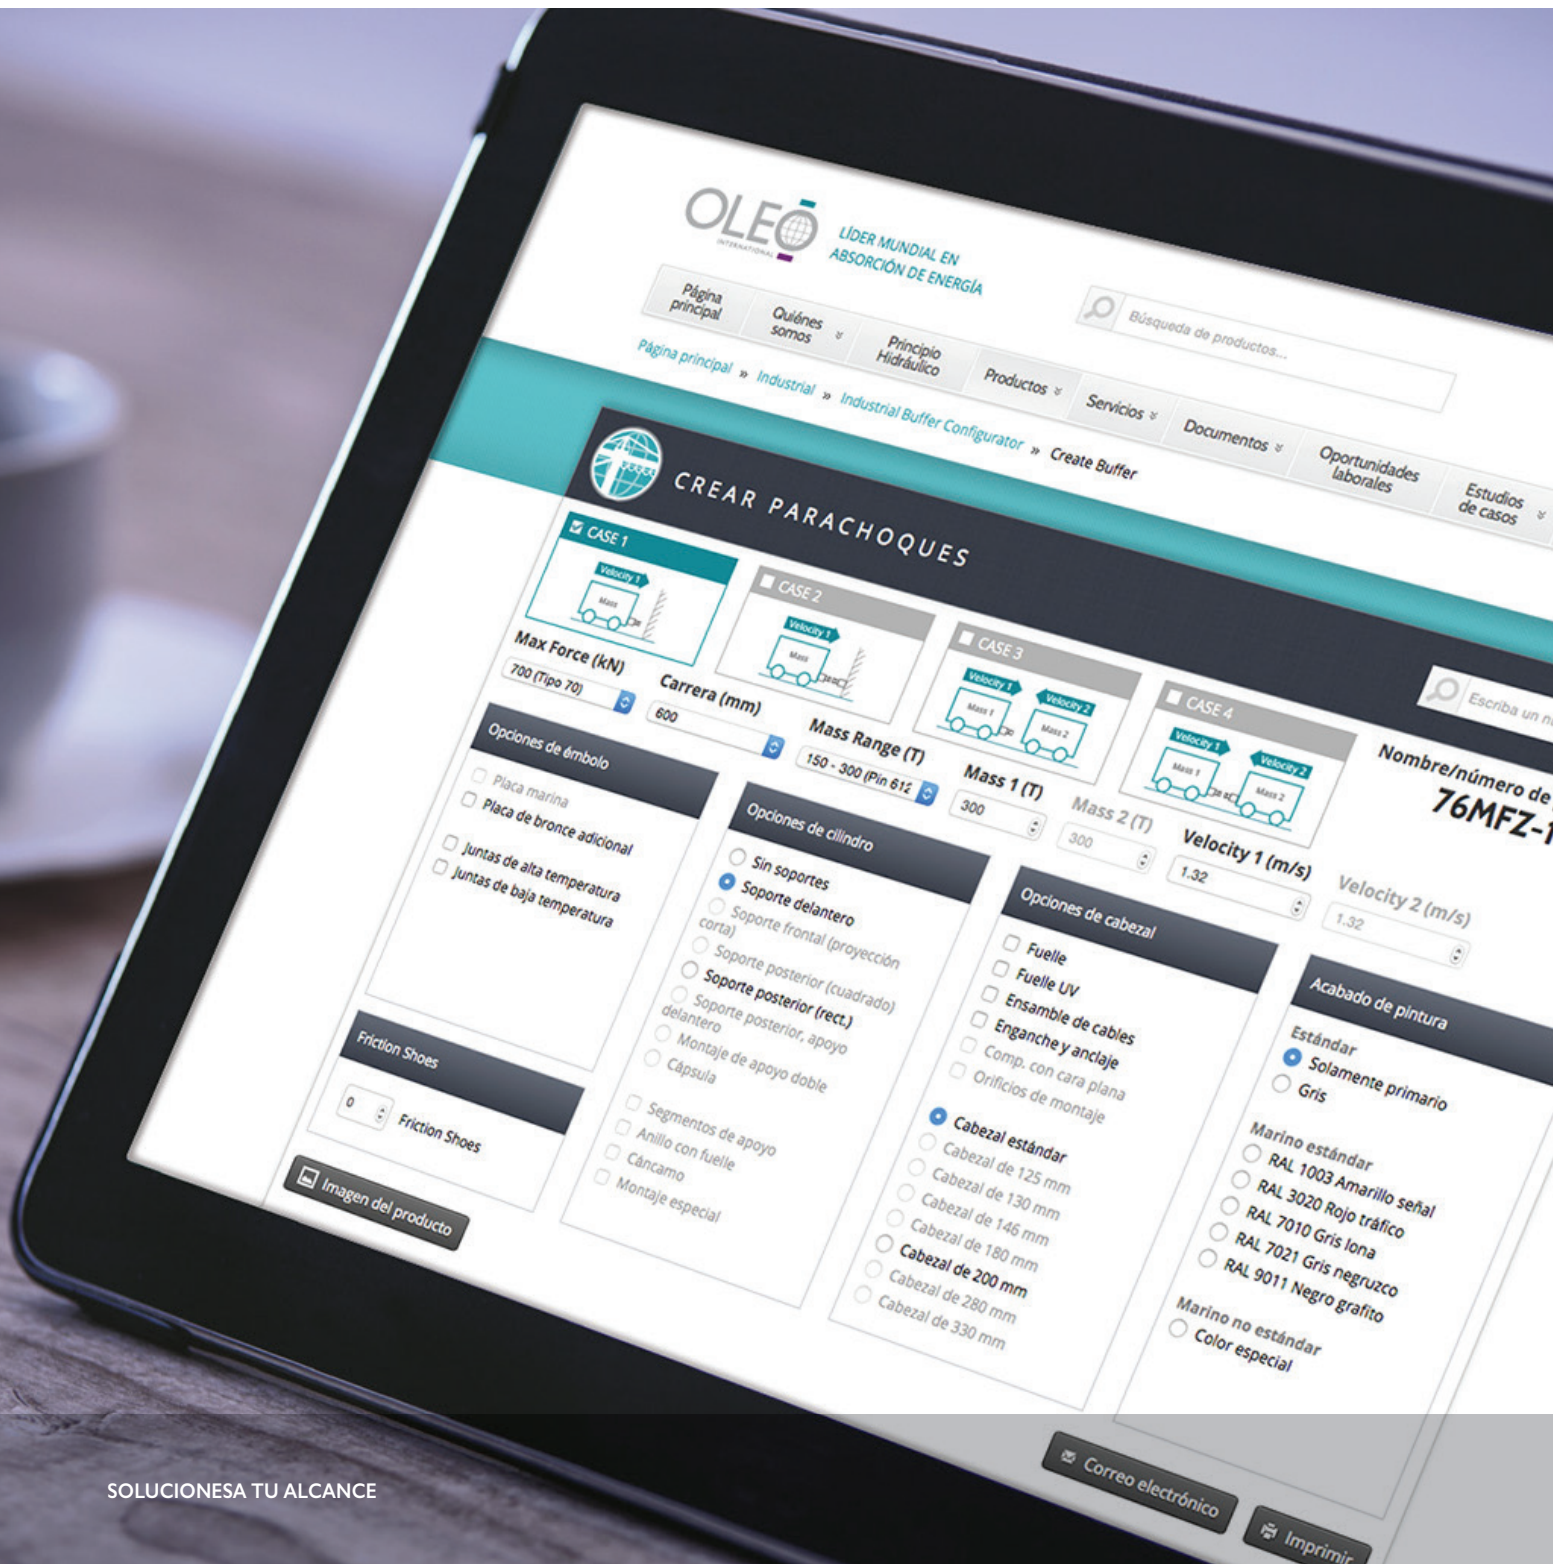 OLEO
INTERNATIONAL
LÍDER MUNDIAL EN
ABSORCIÓN DE ENERGÍA
Búsqueda de productos...
Página
principal
Quiénes
somos
Principio
Hidráulico
Productos
Servicios
Documentos
Oportunidades
laborales
Estudios
de casos
Página principal » Industrial » Industrial Buffer Configurator » Create Buffer
CREAR PARACHOQUES
Escriba un
CASE 1
Velocity 1
Mass
CASE 2
Velocity 1
Mass
CASE 3
Velocity 1
Velocity 2
Mass 1
Mass 2
CASE 4
Velocity 1
Velocity 2
Mass 1
Mass 2
Nombre/número de
76MFZ-1
Max Force (kN)
700 (Tipo 70)
Carrera (mm)
600
Mass Range (T)
150 - 300 (Pin 612
Mass 1 (T)
300
Mass 2 (T)
300
Velocity 1 (m/s)
1.32
Velocity 2 (m/s)
1.32
Opciones de émbolo
Placa marina
Placa de bronce adicional
Juntas de alta temperatura
Juntas de baja temperatura
Friction Shoes
0
Friction Shoes
Imagen del producto
Opciones de cilindro
Sin soportes
Soporte delantero
Soporte frontal (proyección
corta)
Soporte posterior (cuadrado)
Soporte posterior (rect.)
Soporte posterior, apoyo
delantero
Montaje de apoyo doble
Cápsula
Segmentos de apoyo
Anillo con fuelle
Cáncamo
Montaje especial
Opciones de cabezal
Fuelle
Fuelle UV
Ensamble de cables
Enganche y anclaje
Comp. con cara plana
Orificios de montaje
Cabezal estándar
Cabezal de 125 mm
Cabezal de 130 mm
Cabezal de 146 mm
Cabezal de 180 mm
Cabezal de 200 mm
Cabezal de 280 mm
Cabezal de 330 mm
Acabado de pintura
Estándar
Solamente primario
Gris
Marino estándar
RAL 1003 Amarillo señal
RAL 3020 Rojo tráfico
RAL 7010 Gris lona
RAL 7021 Gris negruzco
RAL 9011 Negro grafito
Marino no estándar
Color especial
Correo electrónico
Imprimir
SOLUCIONESA TU ALCANCE